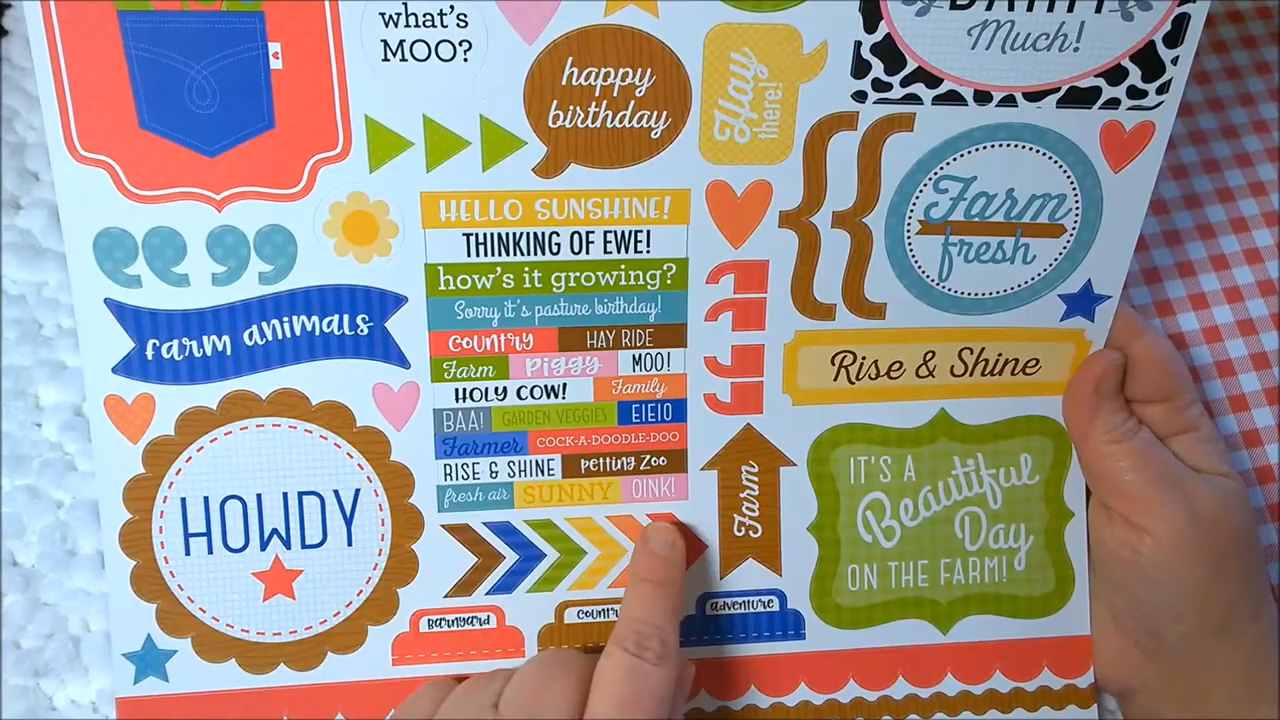 what's
MOO?
Much!
happy
birthday
Hay
there!
HELLO SUNSHINE!
THINKING OF EWE!
how's it growing?
Sorry it's pasture birthday!
COUNTRY HAY RIDE
Farm piggy MOO!
HOLY COW! Family
BAA! GARDEN VEGGIES EIEIO
Farmer COCK-A-DOODLE-DOO
RISE & SHINE petting Zoo
fresh air SUNNY OINK!
Farm
fresh
farm animals
Rise & Shine
HOWDY
Farm
IT'S A
Beautiful
Day
ON THE FARM!
Barnyard
adventure